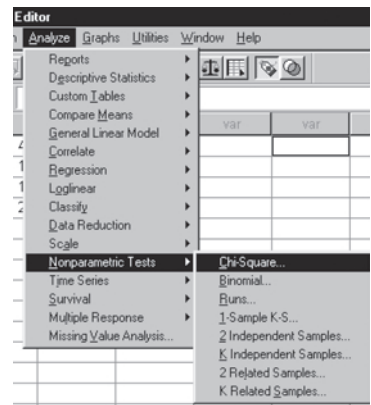 Editor
Analyze Graphs Utilities Window Help
Reports
Descriptive Statistics
Custom Tables
Compare Means
General Linear Model
Correlate
Regression
Loglinear
Classify
Data Reduction
Scale
Nonparametric Tests
Time Series
Survival
Multiple Response
Missing Value Analysis...
var var
Chi-Square...
Binomial...
Runs...
1-Sample K-S...
2 Independent Samples...
K Independent Samples...
2 Related Samples...
K Related Samples...